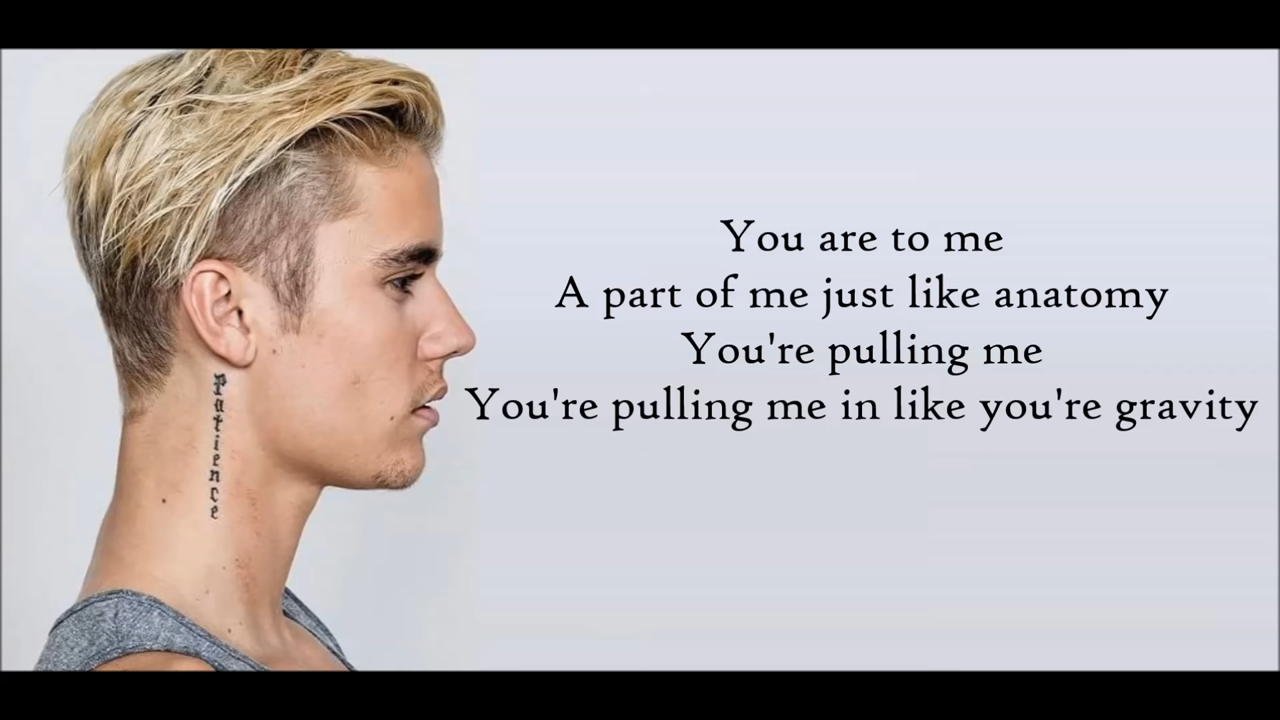 Patience
You are to me
A part of me just like anatomy
You're pulling me
You're pulling me in like you're gravity